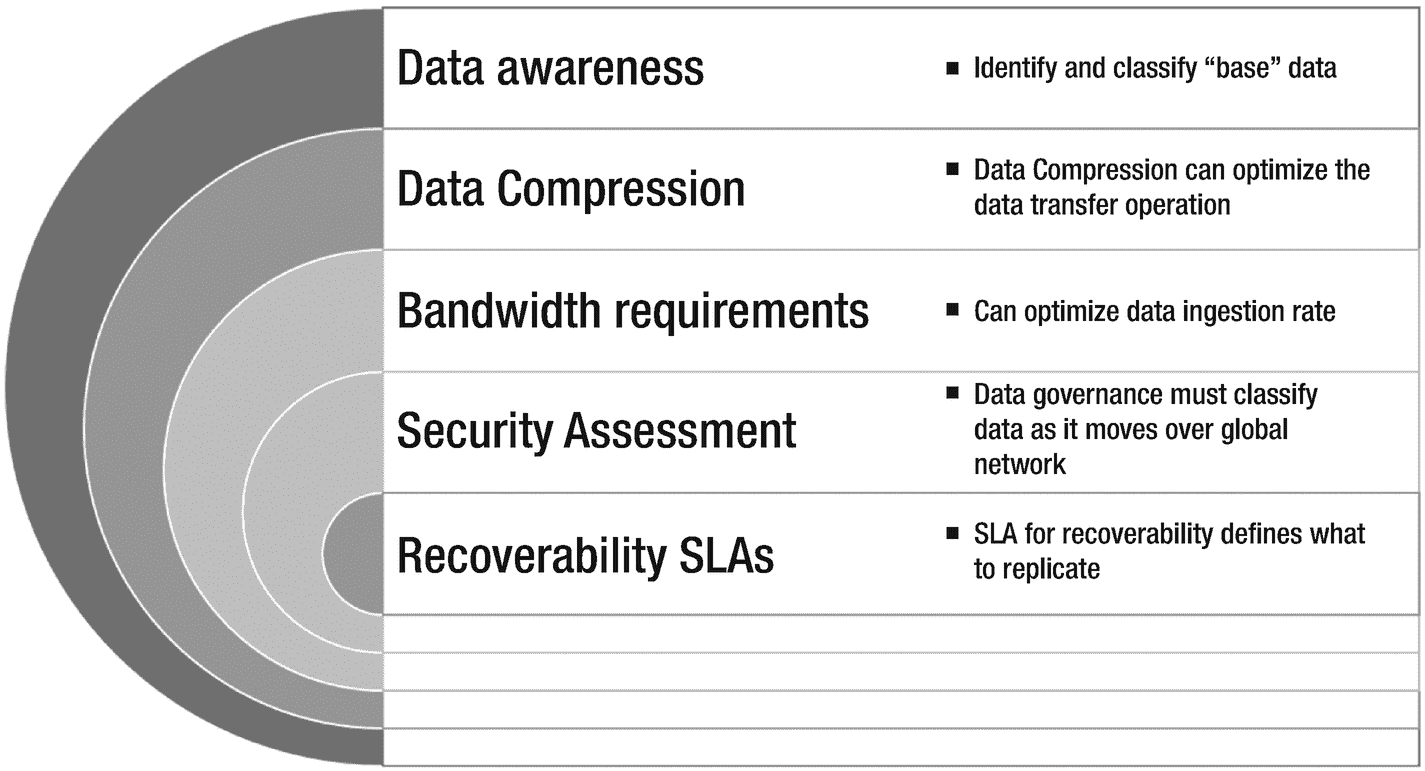 Data awareness
■ Identify and classify “base” data
Data Compression
■ Data Compression can optimize the
data transfer operation
Bandwidth requirements
■ Can optimize data ingestion rate
Security Assessment
■ Data governance must classify
data as it moves over global
network
Recoverability SLAs
■ SLA for recoverability defines what
to replicate